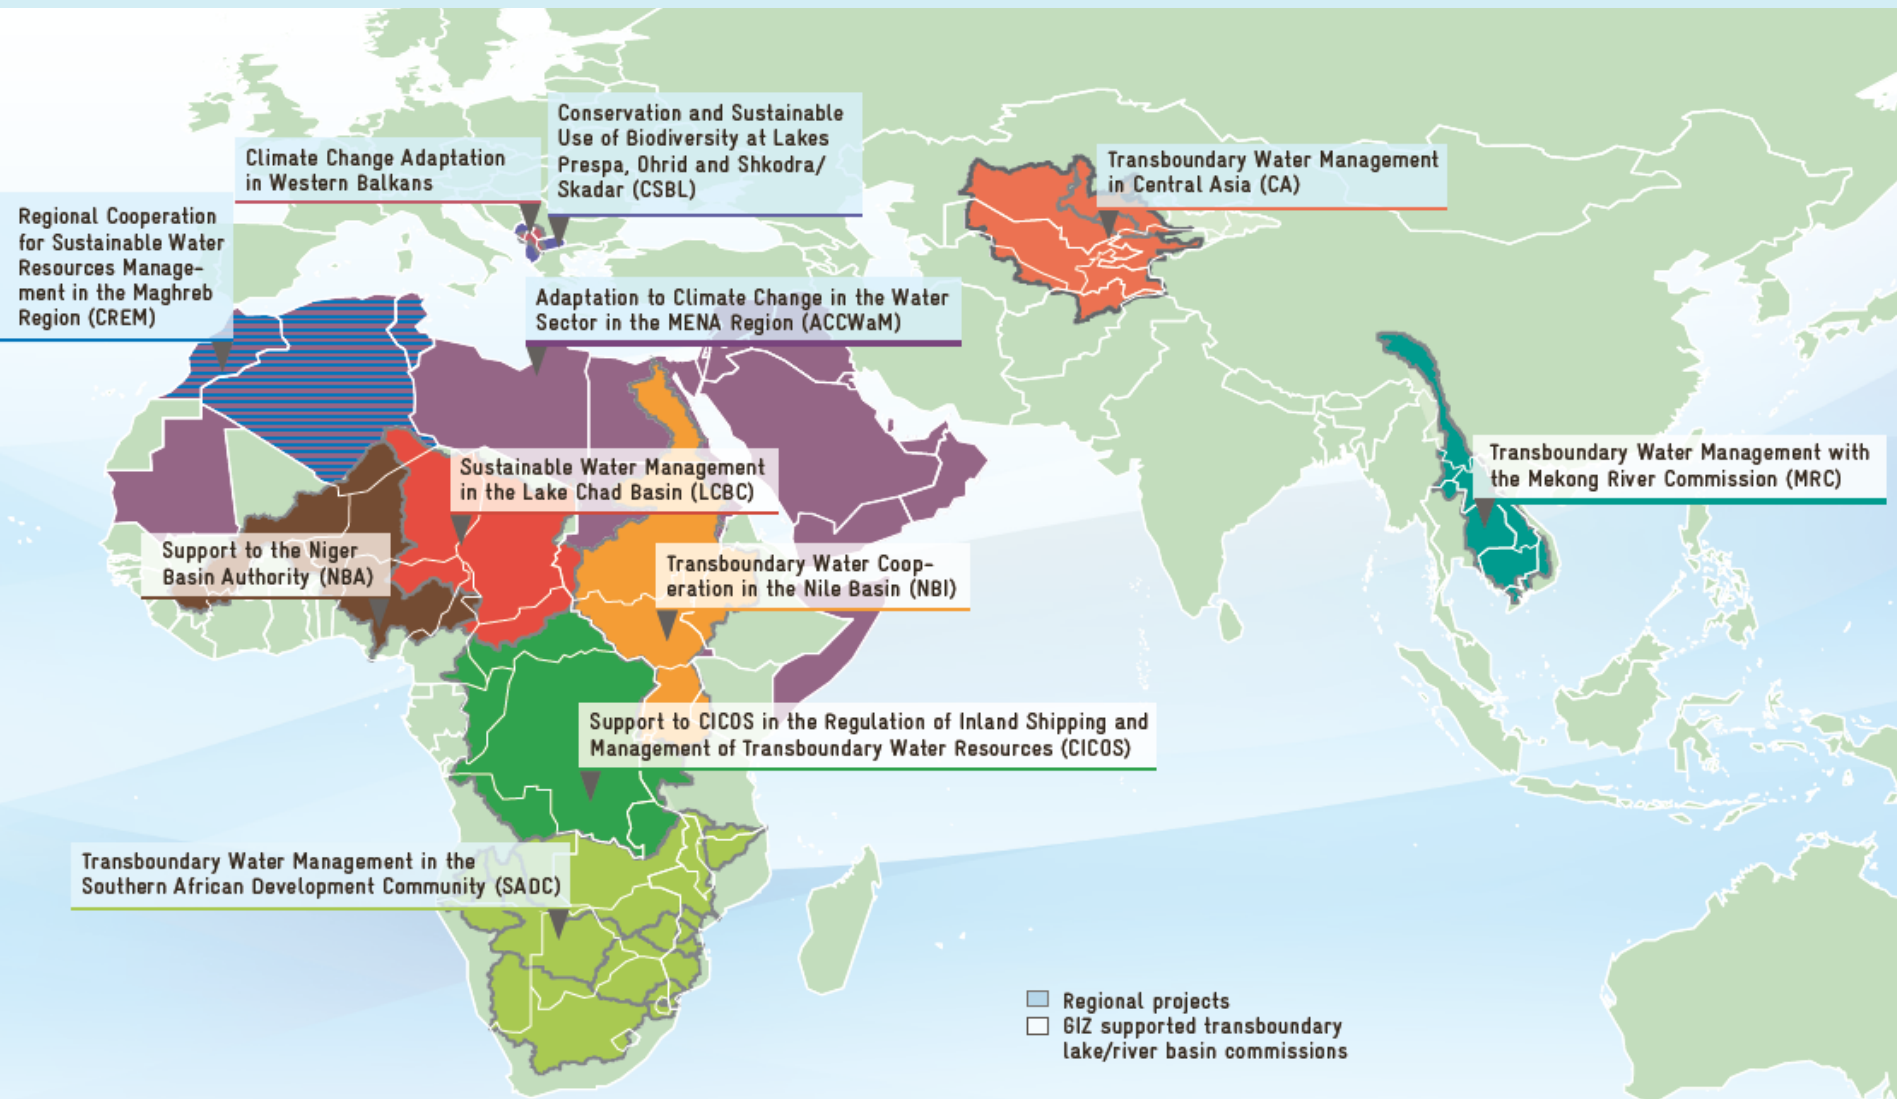 Conservation and Sustainable
Use of Biodiversity at Lakes
Prespa, Ohrid and Shkodra/
Skadar (CSBL)
Climate Change Adaptation
in Western Balkans
Transboundary Water Management
in Central Asia (CA)
Regional Cooperation
for Sustainable Water
Resources Manage-
ment in the Maghreb
Region (CREM)
Adaptation to Climate Change in the Water
Sector in the MENA Region (ACCWaM)
Transboundary Water Management with
the Mekong River Commission (MRC)
Sustainable Water Management
in the Lake Chad Basin (LCBC)
Support to the Niger
Basin Authority (NBA)
Transboundary Water Coop-
eration in the Nile Basin (NBI)
Support to CICOS in the Regulation of Inland Shipping and
Management of Transboundary Water Resources (CICOS)
Transboundary Water Management in the
Southern African Development Community (SADC)
Regional projects
GIZ supported transboundary
lake/river basin commissions